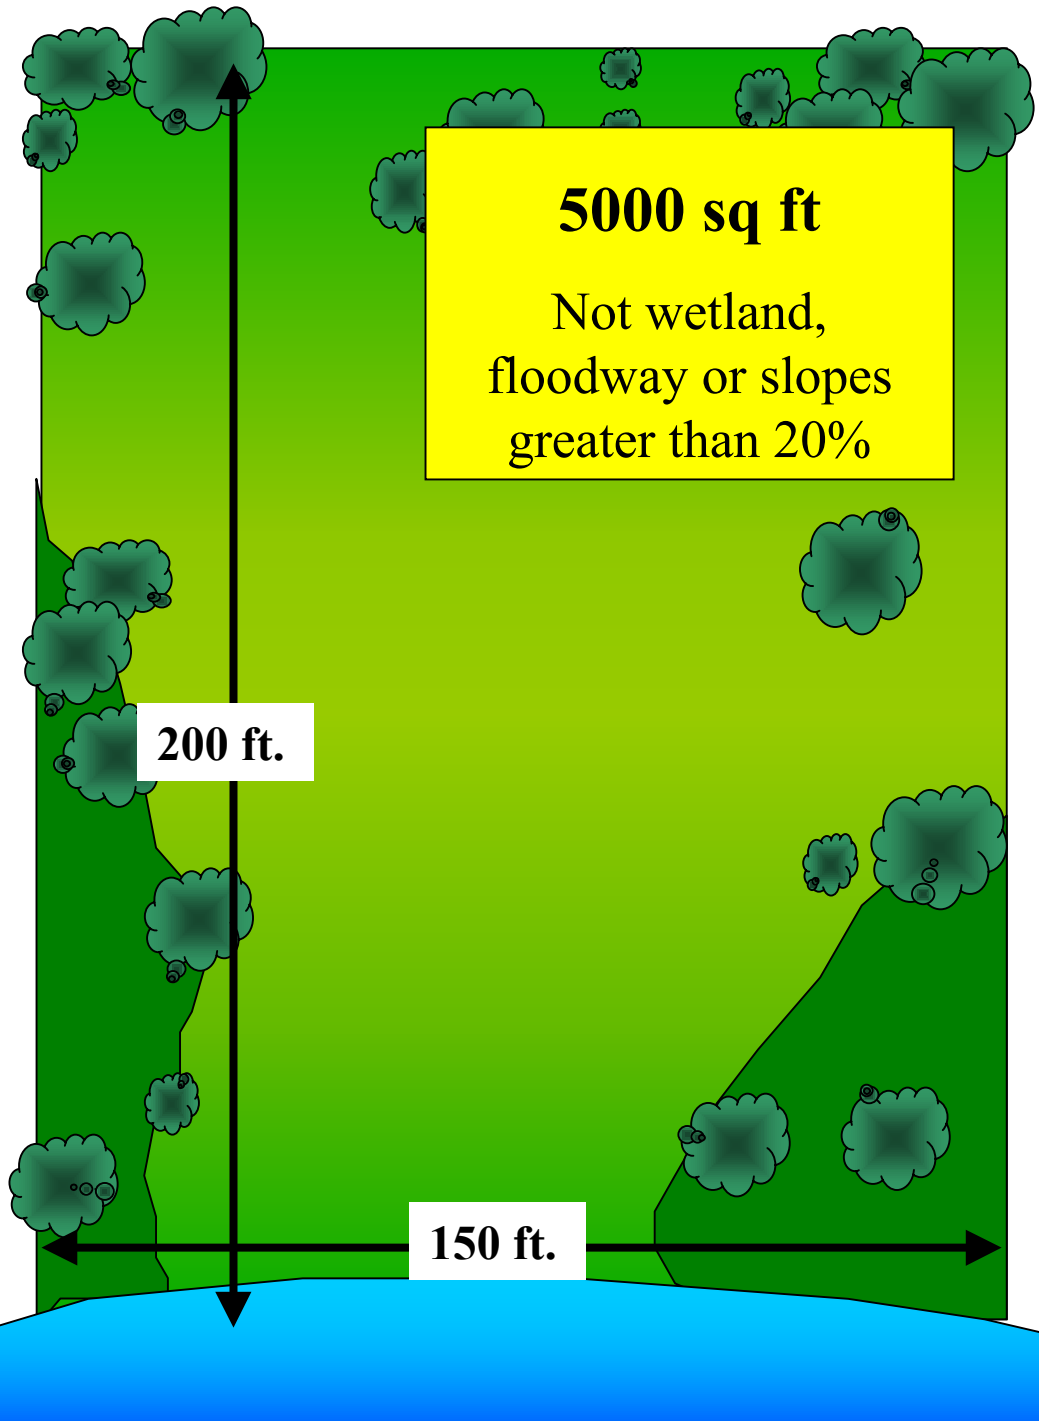 5000 sq ft
Not wetland,
floodway or slopes
greater than 20%
200 ft.
150 ft.